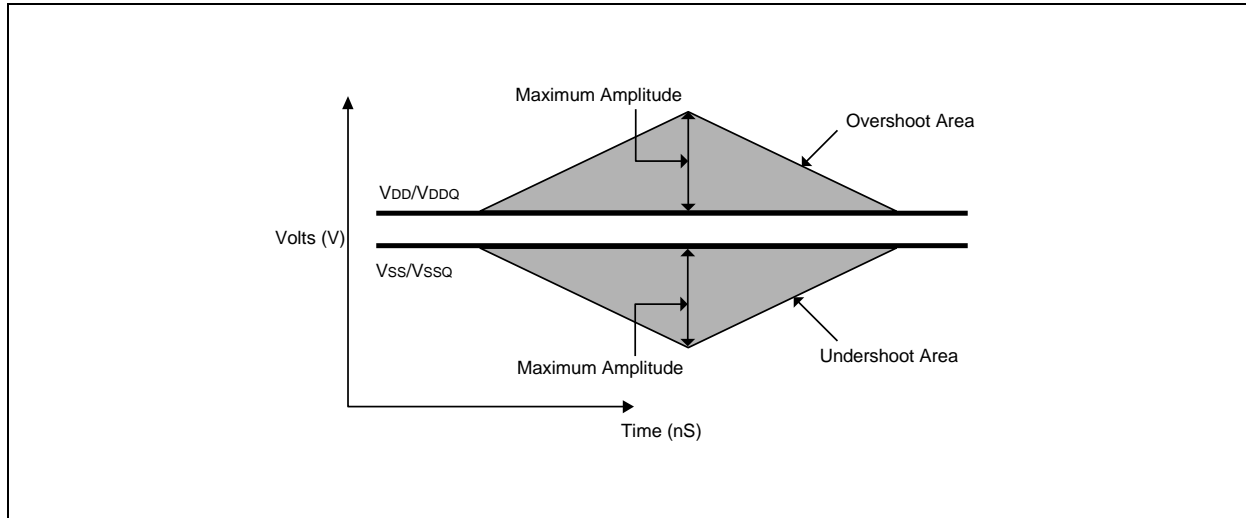 Maximum Amplitude
Overshoot Area
VDD/VDDQ
Volts (V)
VSS/VSSQ
Undershoot Area
Maximum Amplitude
Time (nS)